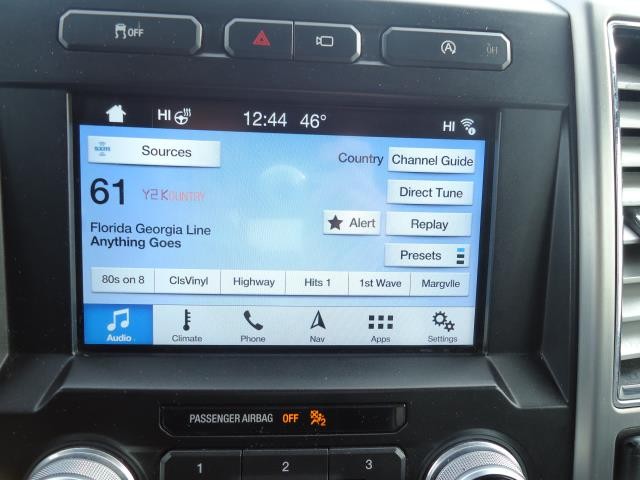 OFF
A OFF
HI 12:44 46° HI
sxm Sources Country Channel Guide
61 Y2KOUNTRY Direct Tune
Florida Georgia Line Alert Replay
Anything Goes
Presets
80s on 8 ClsVinyl Highway Hits 1 1st Wave Margvlle
Audio Climate Phone Nav Apps Settings
PASSENGER AIRBAG OFF 2
1 2 3